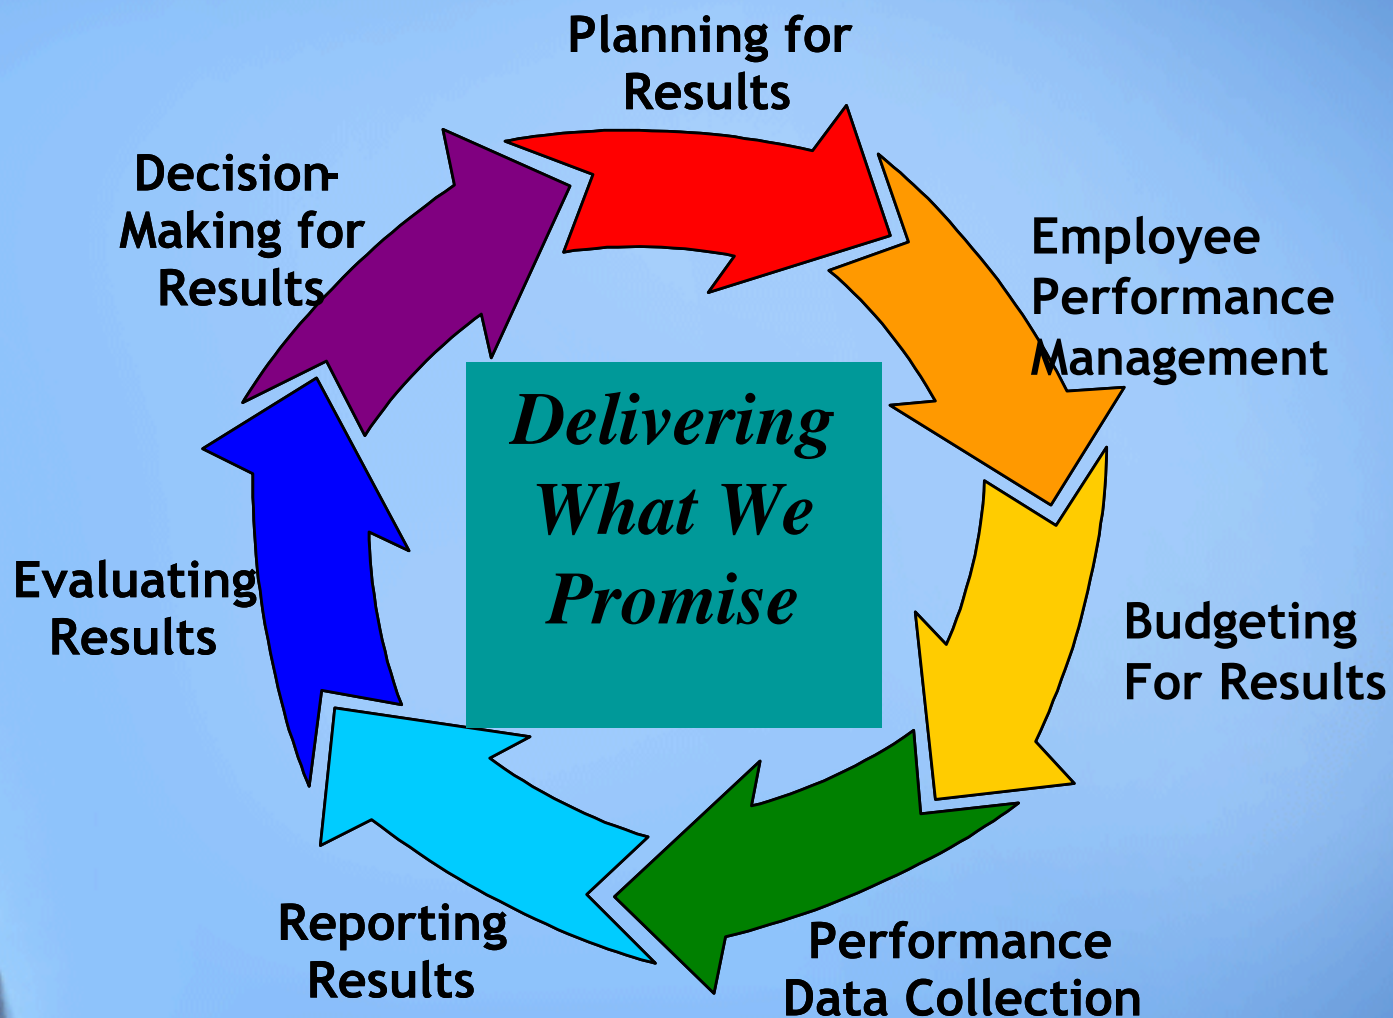 Planning for
Results
Employee
Performance
Management
Budgeting
For Results
Performance
Data Collection
Reporting
Results
Evaluating
Results
Decision-
Making for
Results
Delivering
What We
Promise